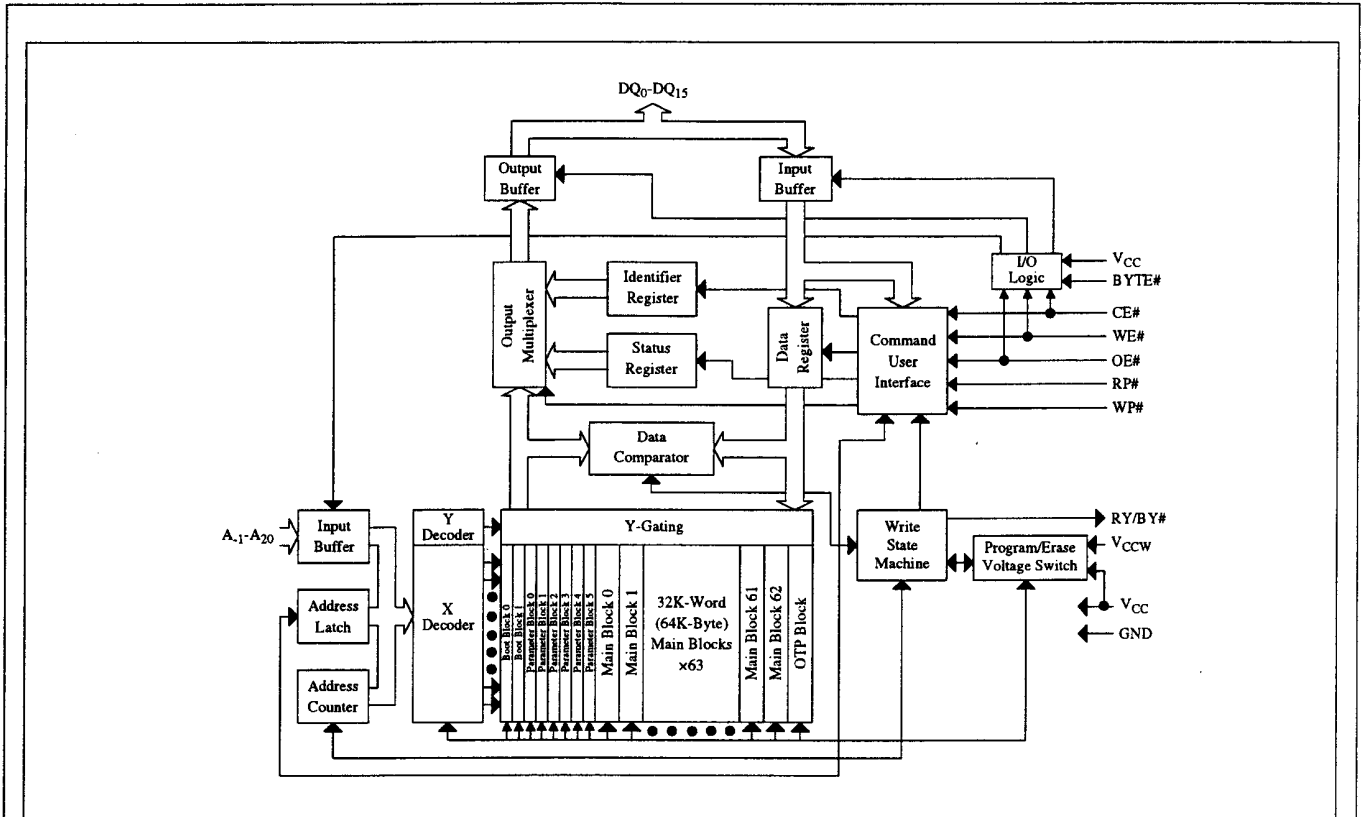 DQ0-DQ15
Output
Buffer
Input
Buffer
I/O
Logic
VCC
BYTE#
CE#
WE#
OE#
RP#
WP#
Output
Multiplexer
Identifier
Register
Status
Register
Data
Register
Command
User
Interface
Data
Comparator
A-1-A20
Input
Buffer
Address
Latch
Address
Counter
Y
Decoder
X
Decoder
Y-Gating
Boot Block 0
Boot Block 1
Parameter Block 0
Parameter Block 1
Parameter Block 2
Parameter Block 3
Parameter Block 4
Parameter Block 5
Main Block 0
Main Block 1
32K-Word
(64K-Byte)
Main Blocks
×63
Main Block 61
Main Block 62
OTP Block
Write
State
Machine
Program/Erase
Voltage Switch
RY/BY#
VCCW
VCC
GND